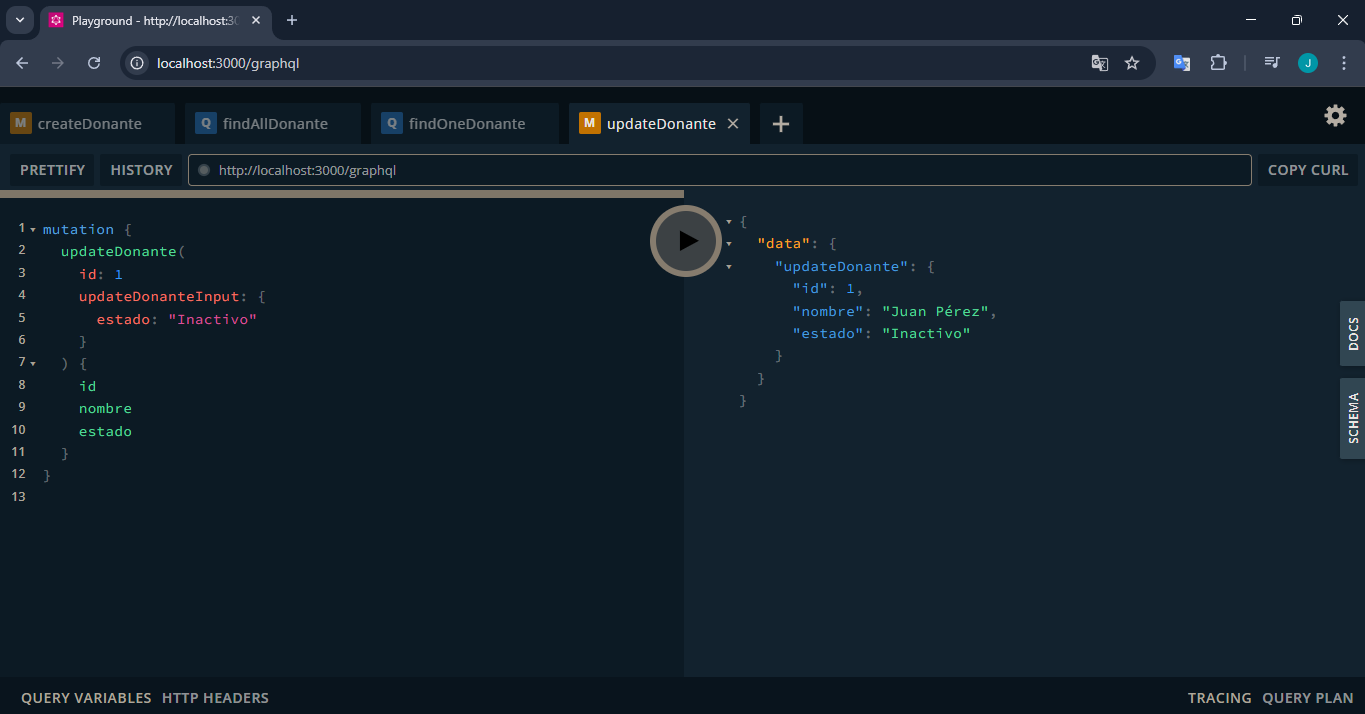 Playground - http://localhost:30
localhost:3000/graphql
J
M createDonante
Q findAllDonante
Q findOneDonante
M updateDonante
PRETTIFY
HISTORY
http://localhost:3000/graphql
COPY CURL
1 mutation {
2 updateDonante(
3 id: 1
4 updateDonanteInput: {
5 estado: "Inactivo"
6 }
7 ) {
8 id
9 nombre
10 estado
11 }
12 }
13
{
"data": {
"updateDonante": {
"id": 1,
"nombre": "Juan Pérez",
"estado": "Inactivo"
}
}
}
DOCS
SCHEMA
QUERY VARIABLES
HTTP HEADERS
TRACING
QUERY PLAN